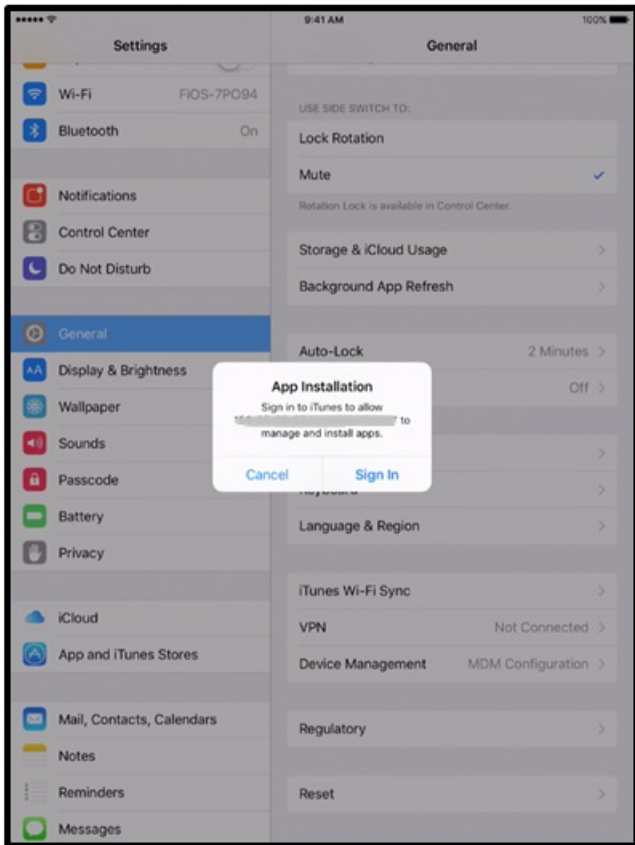 9:41 AM
100%
Settings
General
Wi-Fi
FiOS-7PO94
Bluetooth
On
Notifications
Control Center
Do Not Disturb
General
Display & Brightness
Wallpaper
Sounds
Passcode
Battery
Privacy
iCloud
App and iTunes Stores
Mail, Contacts, Calendars
Notes
Reminders
Messages
USE SIDE SWITCH TO:
Lock Rotation
Mute
Rotation Lock is available in Control Center.
Storage & iCloud Usage
Background App Refresh
Auto-Lock
2 Minutes
Off
Language & Region
iTunes Wi-Fi Sync
VPN
Not Connected
Device Management
MDM Configuration
Regulatory
Reset
App Installation
Sign in to iTunes to allow
to
manage and install apps.
Cancel
Sign In